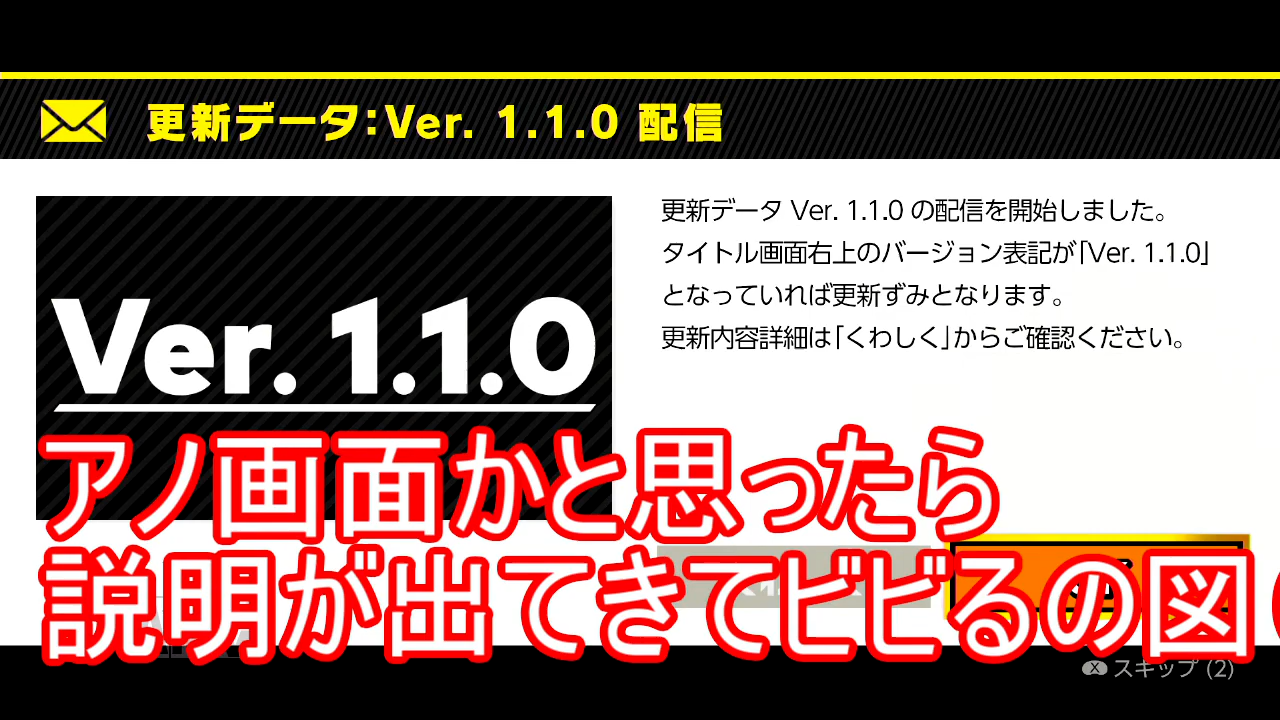 更新データ:Ver. 1.1.0 配信
更新データ Ver. 1.1.0 の配信を開始しました。
タイトル画面右上のバージョン表記が「Ver. 1.1.0」
となっていれば更新ずみとなります。
更新内容詳細は「くわしく」からご確認ください。
Ver. 1.1.0
アノ画面かと思ったら
説明が出てきてビビるの図
スキップ (2)